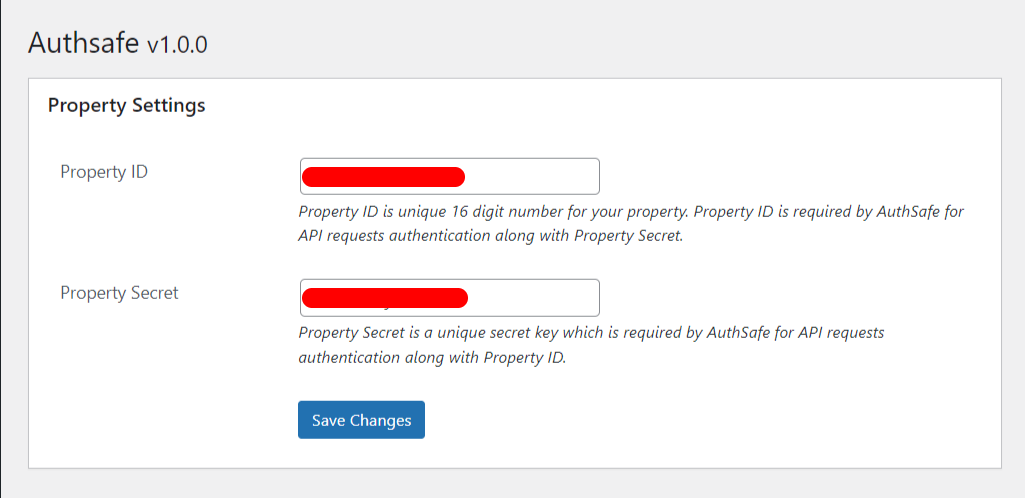 Authsafe v1.0.0
Property Settings
Property ID
Property ID is unique 16 digit number for your property. Property ID is required by AuthSafe for
API requests authentication along with Property Secret.
Property Secret
Property Secret is a unique secret key which is required by AuthSafe for API requests
authentication along with Property ID.
Save Changes